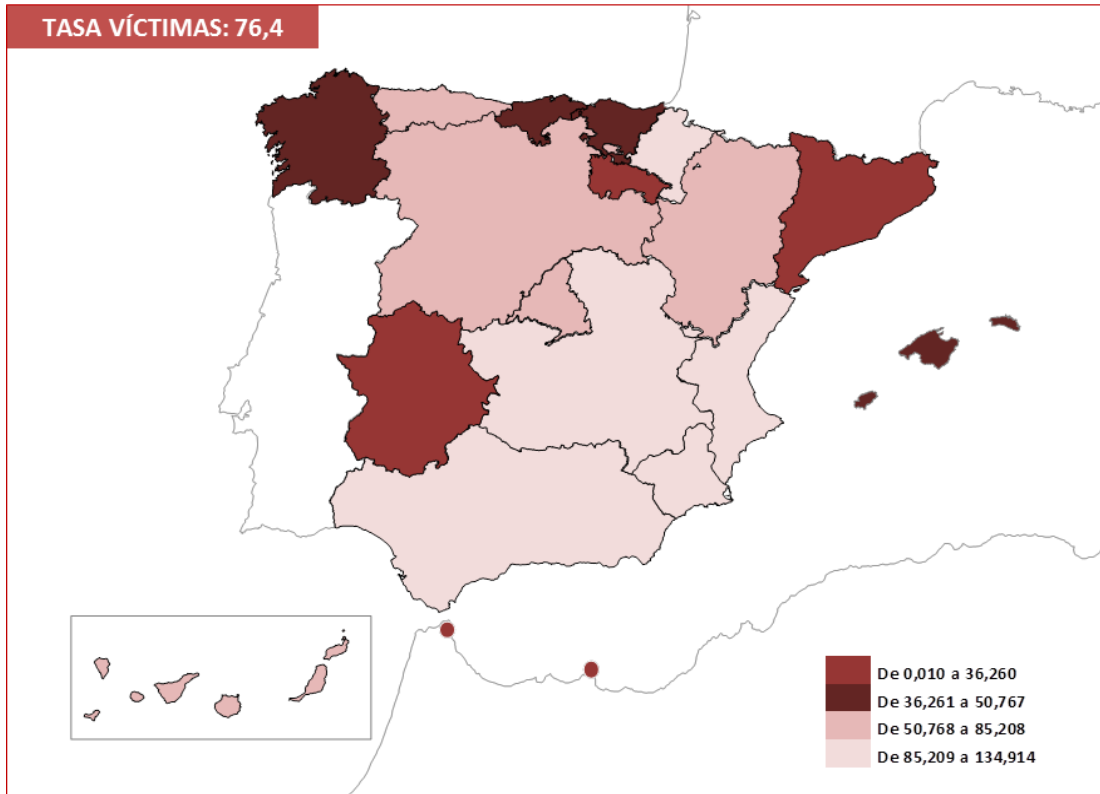 TASA VÍCTIMAS: 76,4
De 0,010 a 36,260
De 36,261 a 50,767
De 50,768 a 85,208
De 85,209 a 134,914